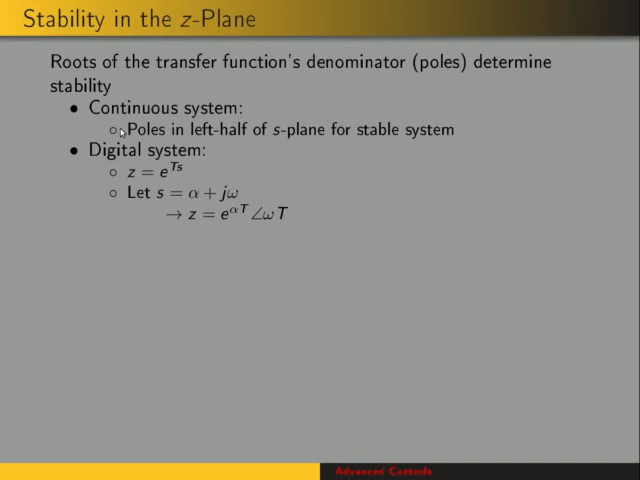 Stability in the z-Plane
Roots of the transfer function's denominator (poles) determine
stability
• Continuous system:
○ Poles in left-half of s-plane for stable system
• Digital system:
○ z = e^{Ts}
○ Let s = α + jω
→ z = e^{αT} ∠ωT
Advanced Controls